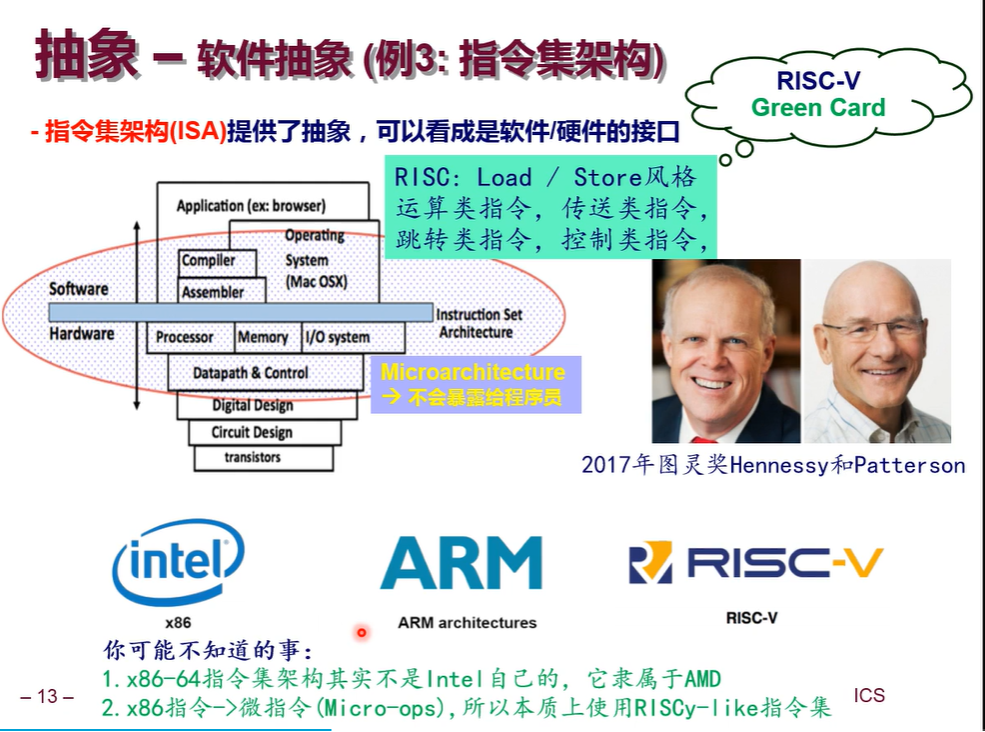 抽象 – 软件抽象 (例3: 指令集架构)
RISC-V
Green Card
- 指令集架构(ISA)提供了抽象，可以看成是软件/硬件的接口
RISC: Load / Store风格
运算类指令, 传送类指令,
跳转类指令, 控制类指令,
Application (ex: browser)
Operating
System
(Mac OSX)
Compiler
Assembler
Software
Hardware
Instruction Set
Architecture
Processor
Memory
I/O system
Datapath & Control
Microarchitecture
→ 不会暴露给程序员
Digital Design
Circuit Design
transistors
2017年图灵奖Hennessy和Patterson
intel
x86
ARM
ARM architectures
RISC-V
RISC-V
你可能不知道的事:
1.x86-64指令集架构其实不是Intel自己的, 它隶属于AMD
2.x86指令->微指令(Micro-ops),所以本质上使用RISCy-like指令集
– 13 –
ICS